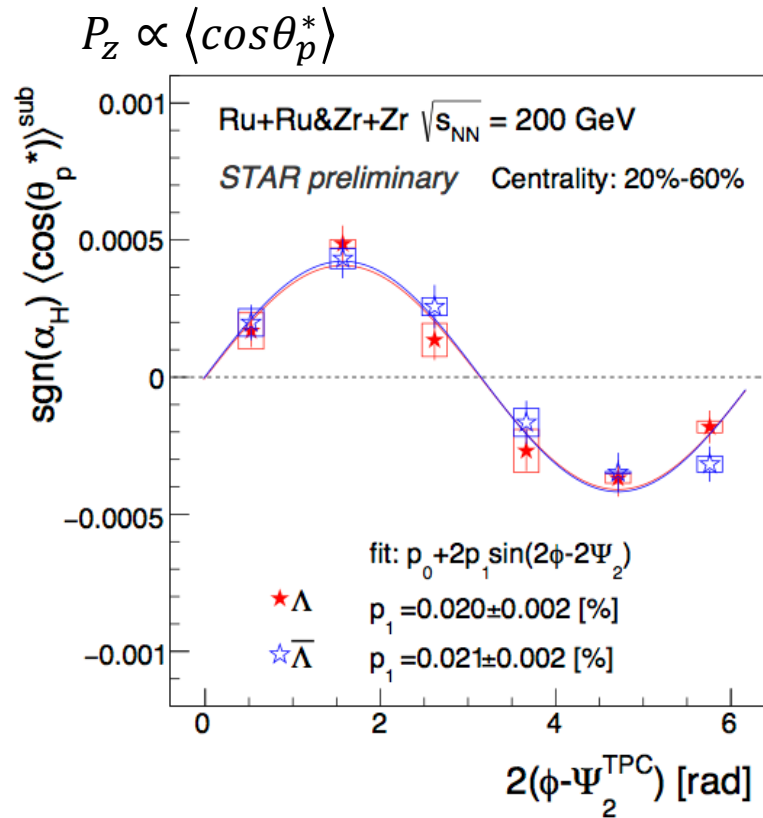 P_z ∝ ⟨cosθ_p^*⟩
Ru+Ru&Zr+Zr √s_NN = 200 GeV
STAR preliminary Centrality: 20%-60%
sgn(α_H) ⟨cos(θ_p*)⟩^sub
0.001
0.0005
0
−0.0005
−0.001
fit: p_0+2p_1sin(2ϕ-2Ψ_2)
Λ p_1=0.020±0.002 [%]
Λ̅ p_1=0.021±0.002 [%]
0 2 4 6
2(ϕ-Ψ_2^TPC) [rad]